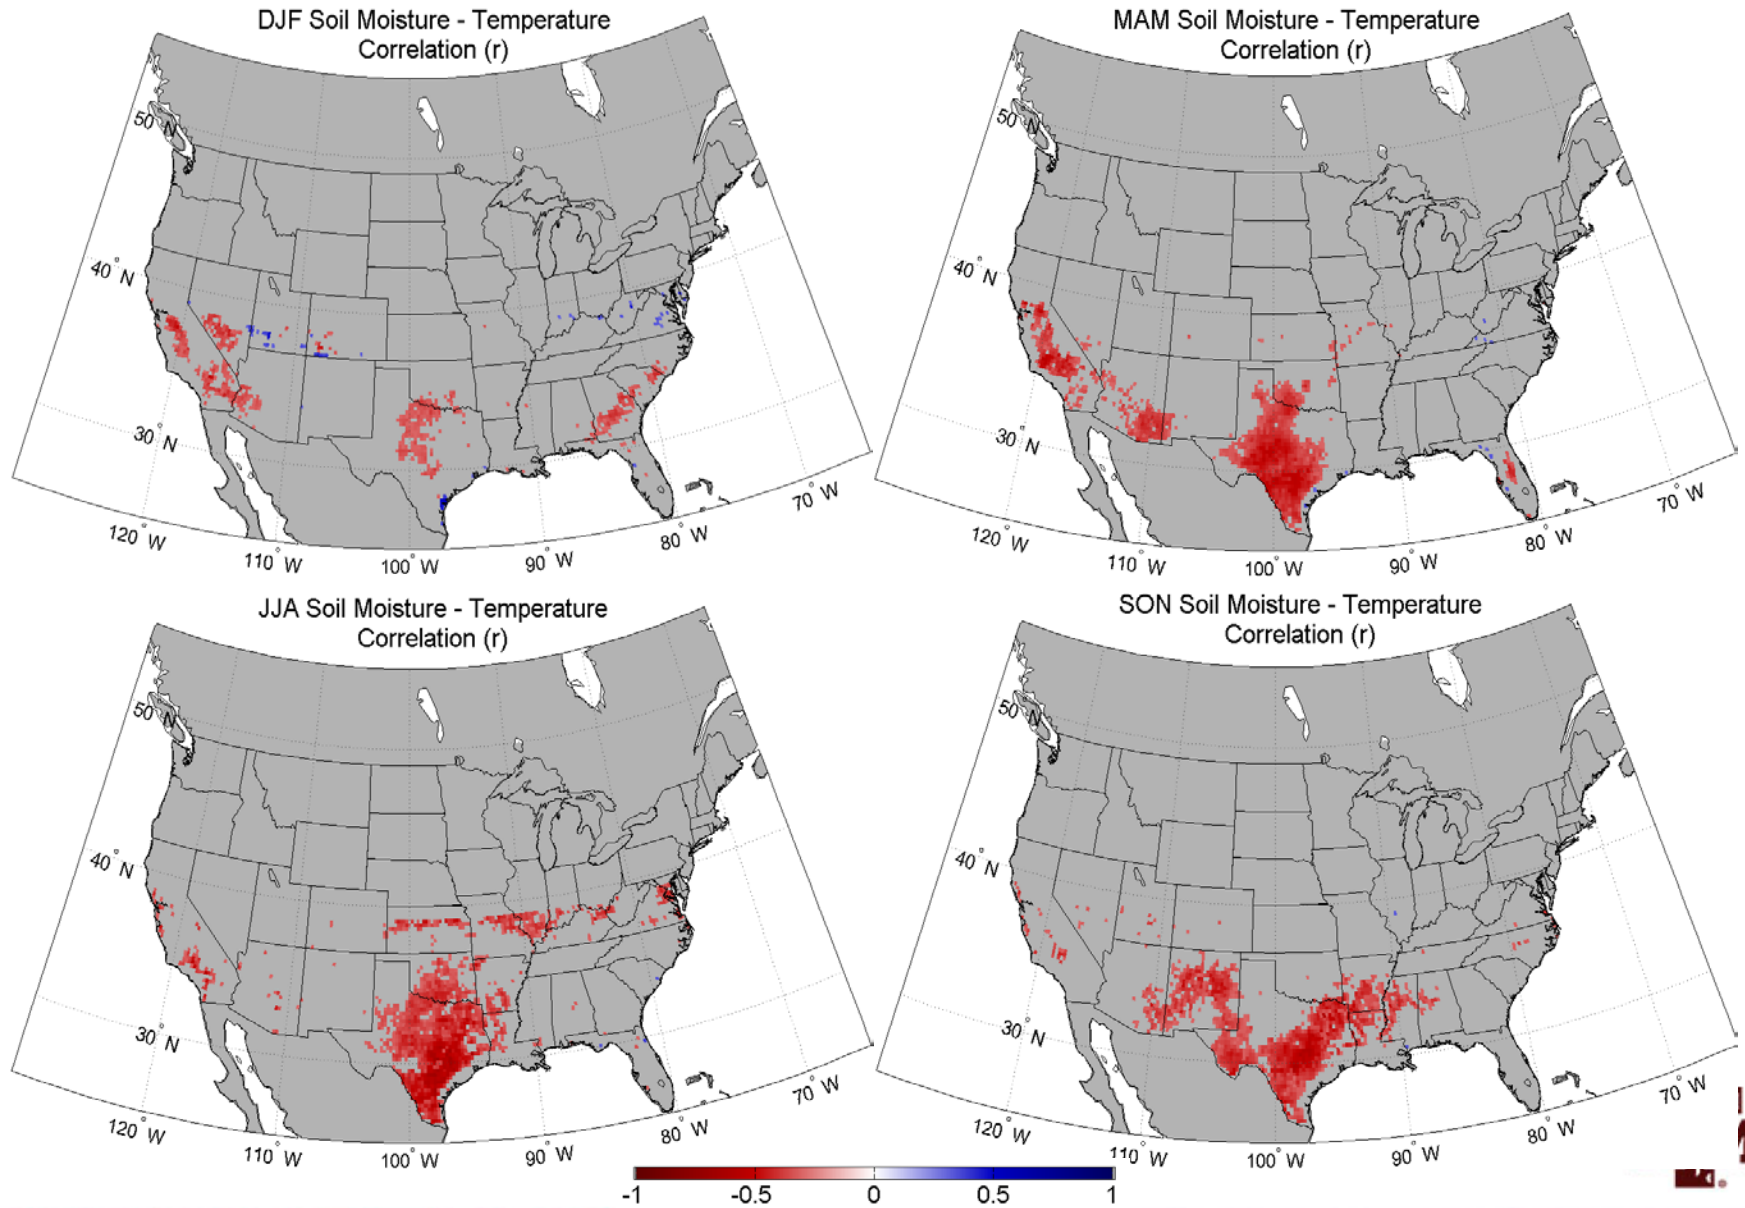 DJF Soil Moisture - Temperature
Correlation (r)
50° N
40° N
30° N
120° W
110° W
100° W
90° W
80° W
70° W
MAM Soil Moisture - Temperature
Correlation (r)
50° N
40° N
30° N
120° W
110° W
100° W
90° W
80° W
70° W
JJA Soil Moisture - Temperature
Correlation (r)
50° N
40° N
30° N
120° W
110° W
100° W
90° W
80° W
70° W
SON Soil Moisture - Temperature
Correlation (r)
50° N
40° N
30° N
120° W
110° W
100° W
90° W
80° W
70° W
-1 -0.5 0 0.5 1